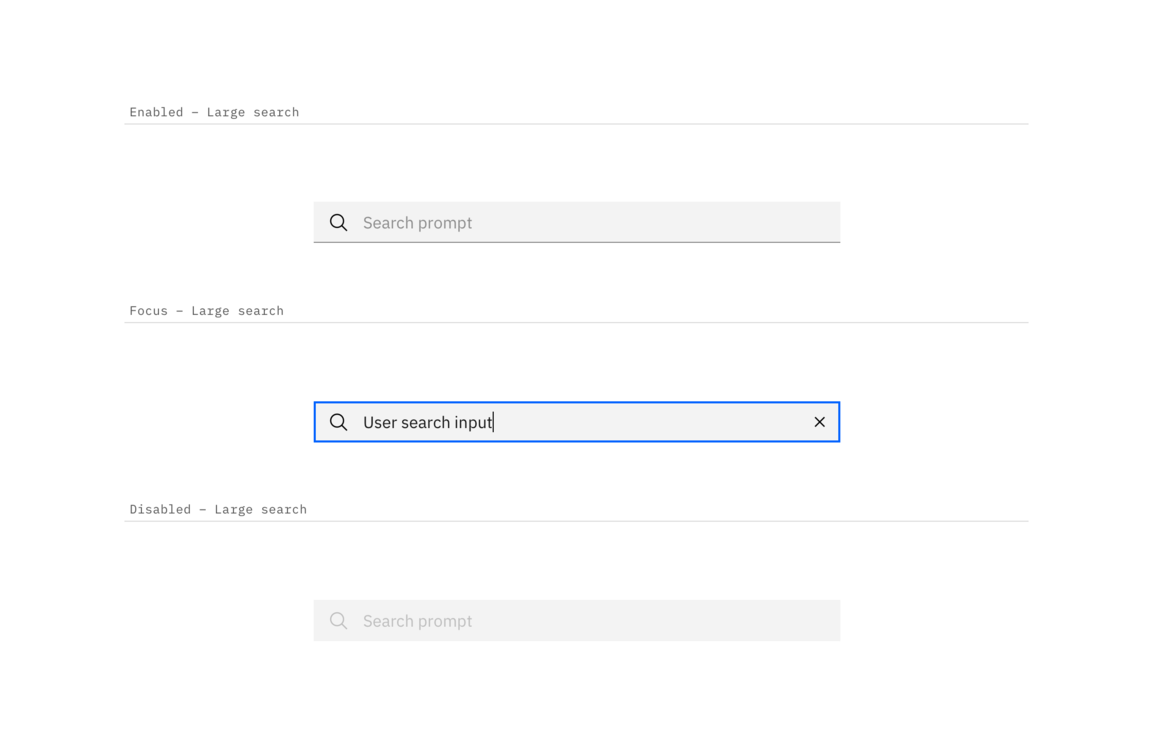 Enabled – Large search
Search prompt
Focus – Large search
User search input
Disabled – Large search
Search prompt